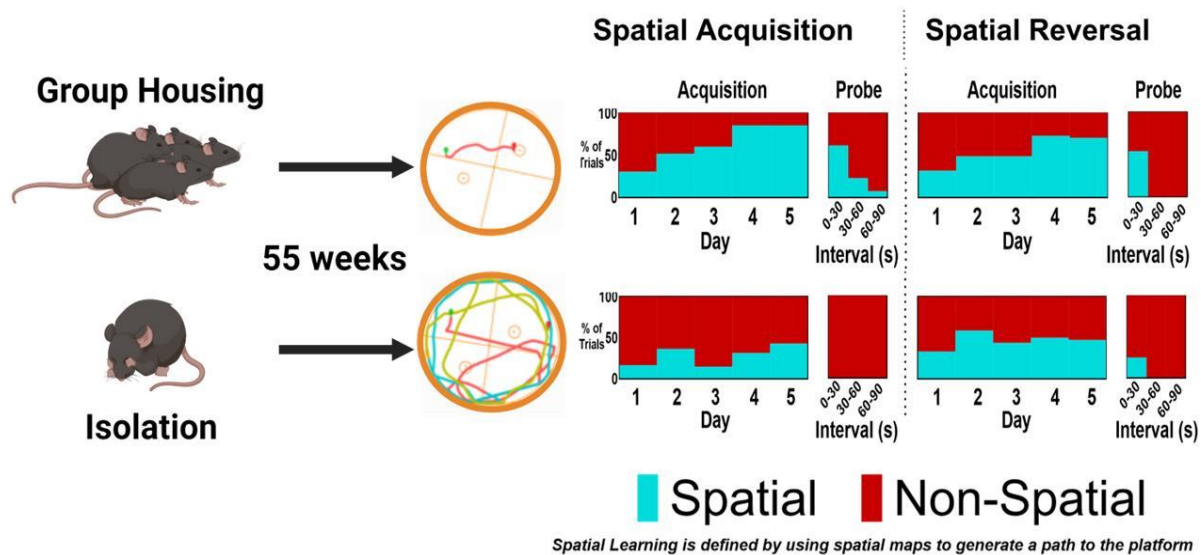 Spatial Acquisition
Spatial Reversal
Group Housing
55 weeks
Isolation
Acquisition
Probe
Acquisition
Probe
% of
Trials
100
50
0
1 2 3 4 5
Day
0-30
30-60
60-90
Interval (s)
1 2 3 4 5
Day
0-30
30-60
60-90
Interval (s)
% of
Trials
100
50
0
1 2 3 4 5
Day
0-30
30-60
60-90
Interval (s)
1 2 3 4 5
Day
0-30
30-60
60-90
Interval (s)
Spatial
Non-Spatial
Spatial Learning is defined by using spatial maps to generate a path to the platform